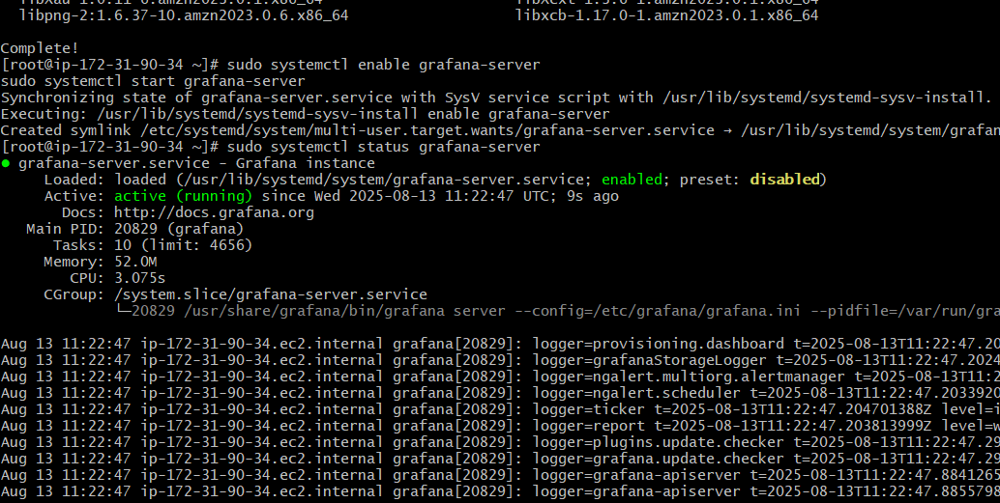 libpng-2:1.6.37-10.amzn2023.0.6.x86_64 libxcb-1.17.0-1.amzn2023.0.1.x86_64
Complete!
[root@ip-172-31-90-34 ~]# sudo systemctl enable grafana-server
sudo systemctl start grafana-server
Synchronizing state of grafana-server.service with SysV service script with /usr/lib/systemd/systemd-sysv-install.
Executing: /usr/lib/systemd/systemd-sysv-install enable grafana-server
Created symlink /etc/systemd/system/multi-user.target.wants/grafana-server.service → /usr/lib/systemd/system/grafan
[root@ip-172-31-90-34 ~]# sudo systemctl status grafana-server
● grafana-server.service - Grafana instance
Loaded: loaded (/usr/lib/systemd/system/grafana-server.service; enabled; preset: disabled)
Active: active (running) since Wed 2025-08-13 11:22:47 UTC; 9s ago
Docs: http://docs.grafana.org
Main PID: 20829 (grafana)
Tasks: 10 (limit: 4656)
Memory: 52.0M
CPU: 3.075s
CGroup: /system.slice/grafana-server.service
└─20829 /usr/share/grafana/bin/grafana server --config=/etc/grafana/grafana.ini --pidfile=/var/run/gra
Aug 13 11:22:47 ip-172-31-90-34.ec2.internal grafana[20829]: logger=provisioning.dashboard t=2025-08-13T11:22:47.20
Aug 13 11:22:47 ip-172-31-90-34.ec2.internal grafana[20829]: logger=grafanaStorageLogger t=2025-08-13T11:22:47.2024
Aug 13 11:22:47 ip-172-31-90-34.ec2.internal grafana[20829]: logger=ngalert.multiorg.alertmanager t=2025-08-13T11:2
Aug 13 11:22:47 ip-172-31-90-34.ec2.internal grafana[20829]: logger=ngalert.scheduler t=2025-08-13T11:22:47.2033920
Aug 13 11:22:47 ip-172-31-90-34.ec2.internal grafana[20829]: logger=ticker t=2025-08-13T11:22:47.204701388Z level=i
Aug 13 11:22:47 ip-172-31-90-34.ec2.internal grafana[20829]: logger=report t=2025-08-13T11:22:47.203813999Z level=w
Aug 13 11:22:47 ip-172-31-90-34.ec2.internal grafana[20829]: logger=plugins.update.checker t=2025-08-13T11:22:47.29
Aug 13 11:22:47 ip-172-31-90-34.ec2.internal grafana[20829]: logger=grafana.update.checker t=2025-08-13T11:22:47.29
Aug 13 11:22:47 ip-172-31-90-34.ec2.internal grafana[20829]: logger=grafana-apiserver t=2025-08-13T11:22:47.8841265
Aug 13 11:22:47 ip-172-31-90-34.ec2.internal grafana[20829]: logger=grafana-apiserver t=2025-08-13T11:22:47.8855798